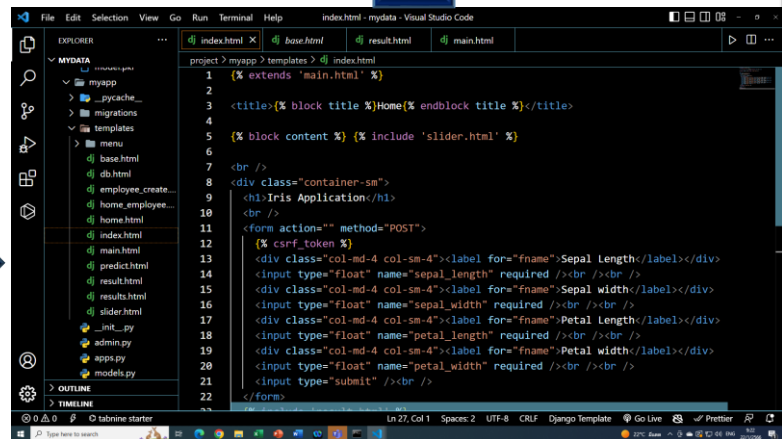 File Edit Selection View Go Run Terminal Help index.html - mydata - Visual Studio Code
EXPLORER ···
index.html × base.html result.html main.html
MYDATA
project > myapp > templates > index.html
model.pkl
myapp
__pycache__
migrations
templates
menu
base.html
db.html
employee_create....
home_employee....
home.html
index.html
main.html
predict.html
result.html
results.html
slider.html
__init__.py
admin.py
apps.py
models.py
OUTLINE
TIMELINE
1 {% extends 'main.html' %}
2
3 <title>{% block title %}Home{% endblock title %}</title>
4
5 {% block content %} {% include 'slider.html' %}
6
7 <br />
8 <div class="container-sm">
9 <h1>Iris Application</h1>
10 <br />
11 <form action="" method="POST">
12 {% csrf_token %}
13 <div class="col-md-4 col-sm-4"><label for="fname">Sepal Length</label></div>
14 <input type="float" name="sepal_length" required /><br /><br />
15 <div class="col-md-4 col-sm-4"><label for="fname">Sepal width</label></div>
16 <input type="float" name="sepal_width" required /><br /><br />
17 <div class="col-md-4 col-sm-4"><label for="fname">Petal Length</label></div>
18 <input type="float" name="petal_length" required /><br /><br />
19 <div class="col-md-4 col-sm-4"><label for="fname">Petal width</label></div>
20 <input type="float" name="petal_width" required /><br /><br />
21 <input type="submit" /><br />
22 </form>
0 0 tabnine starter Ln 27, Col 1 Spaces: 2 UTF-8 CRLF Django Template Go Live Prettier
Type here to search 22°C ENG